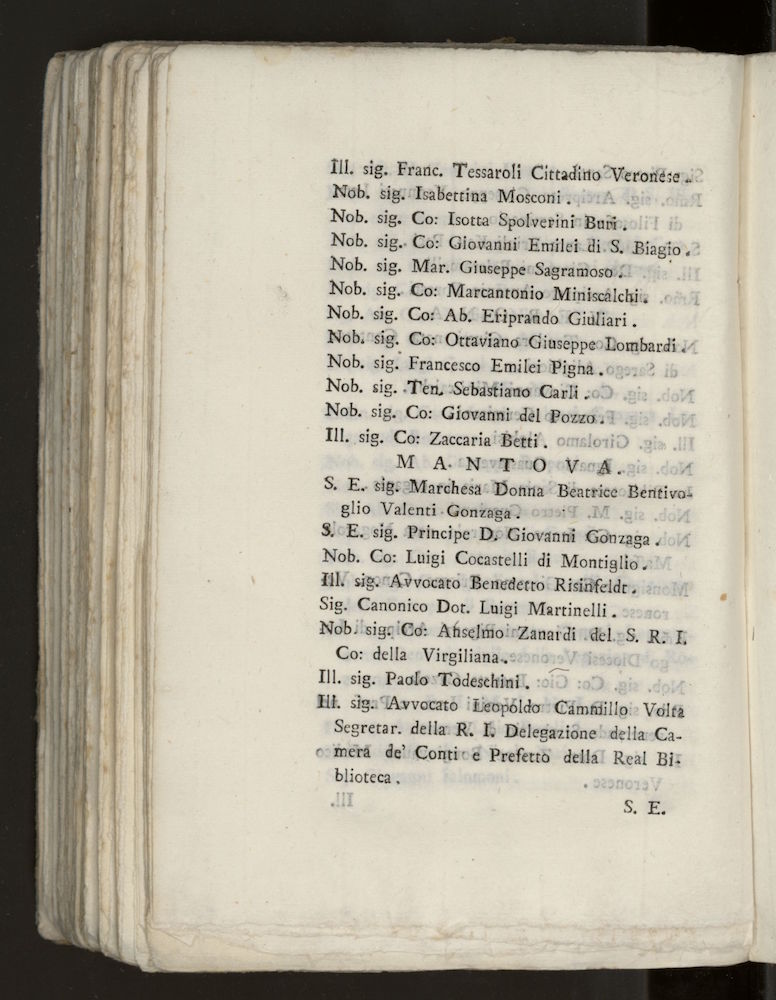 Ill. sig. Franc. Tessaroli Cittadino Veronese.
Nob. sig. Isabettina Mosconi.
Nob. sig. Co: Isotta Spolverini Buri.
Nob. sig. Co: Giovanni Emilei di S. Biagio.
Nob. sig. Mar. Giuseppe Sagramoso.
Nob. sig. Co: Marcantonio Miniscalchi.
Nob. sig. Co: Ab. Eriprando Giuliari.
Nob. sig. Co: Ottaviano Giuseppe Lombardi.
Nob. sig. Francesco Emilei Pigna.
Nob. sig. Ten. Sebastiano Carli.
Nob. sig. Co: Giovanni del Pozzo.
Ill. sig. Co: Zaccaria Betti.
M A N T O V A.
S. E. sig. Marchesa Donna Beatrice Bentivo-
glio Valenti Gonzaga.
S. E. sig. Principe D. Giovanni Gonzaga.
Nob. Co: Luigi Cocastelli di Montiglio.
Ill. sig. Avvocato Benedetto Risinfeldt.
Sig. Canonico Dot. Luigi Martinelli.
Nob. sig. Co: Anselmo Zanardi del S. R. I.
Co: della Virgiliana.
Ill. sig. Paolo Todeschini.
Ill. sig. Avvocato Leopoldo Cammillo Volta
Segretar. della R. I. Delegazione della Ca-
mera de' Conti e Prefetto della Real Bi-
blioteca.
S. E.